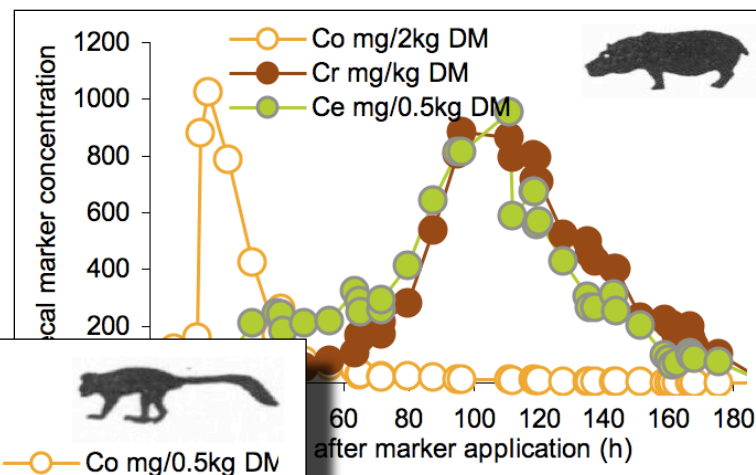 1200
Co mg/2kg DM
Cr mg/kg DM
1000
Ce mg/0.5kg DM
800
600
400
200
ecal marker concentration
60 80 100 120 140 160 180
after marker application (h)
Co mg/0.5kg DM